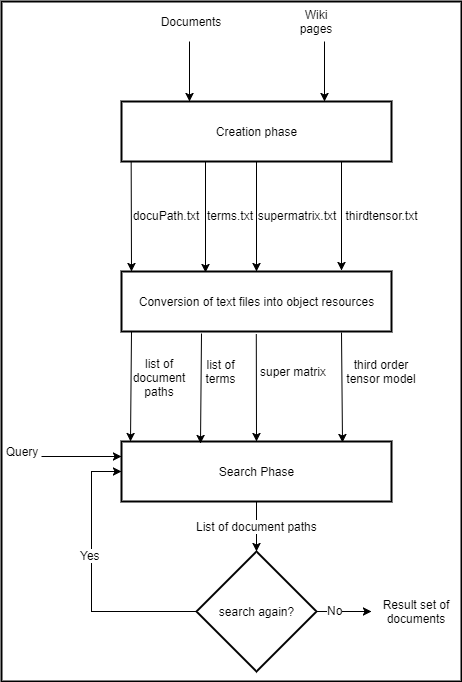 Documents
Wiki
pages
Creation phase
docuPath.txt
terms.txt
supermatrix.txt
thirdtensor.txt
Conversion of text files into object resources
list of
document
paths
list of
terms
super matrix
third order
tensor model
Query
Search Phase
List of document paths
Yes
search again?
No
Result set of
documents